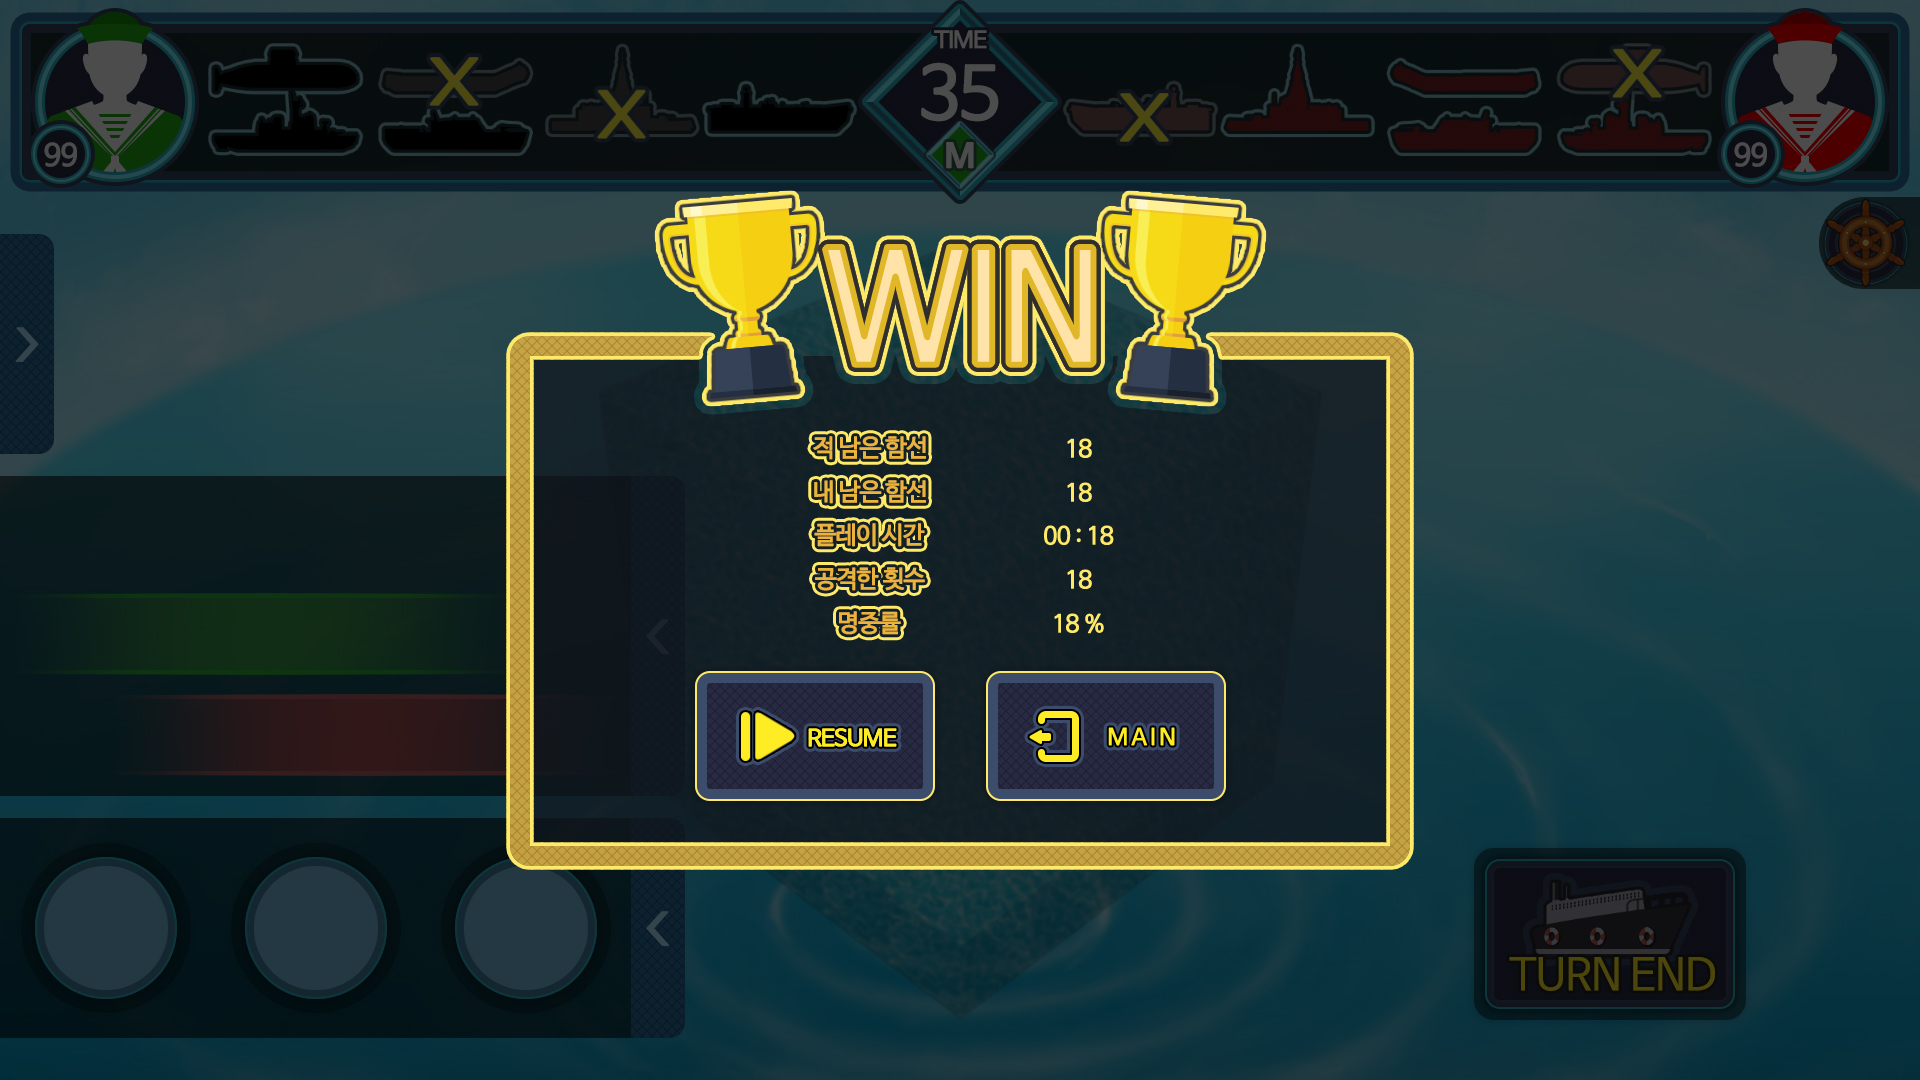 TIME
35
M
99
99
WIN
적 남은 함선 18
내 남은 함선 18
플레이 시간 00 : 18
공격한 횟수 18
명중률 18 %
RESUME
MAIN
TURN END